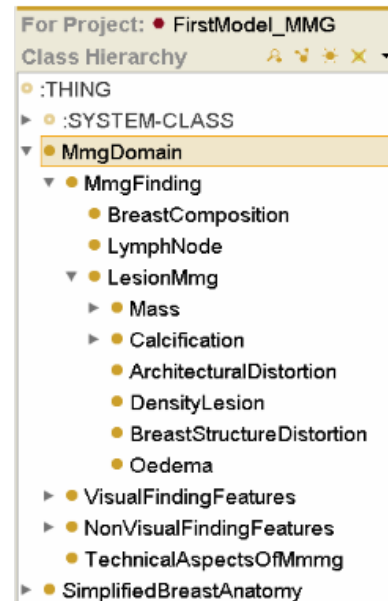 For Project: FirstModel_MMG
Class Hierarchy
:THING
:SYSTEM-CLASS
MmgDomain
MmgFinding
BreastComposition
LymphNode
LesionMmg
Mass
Calcification
ArchitecturalDistortion
DensityLesion
BreastStructureDistortion
Oedema
VisualFindingFeatures
NonVisualFindingFeatures
TechnicalAspectsOfMmmg
SimplifiedBreastAnatomy